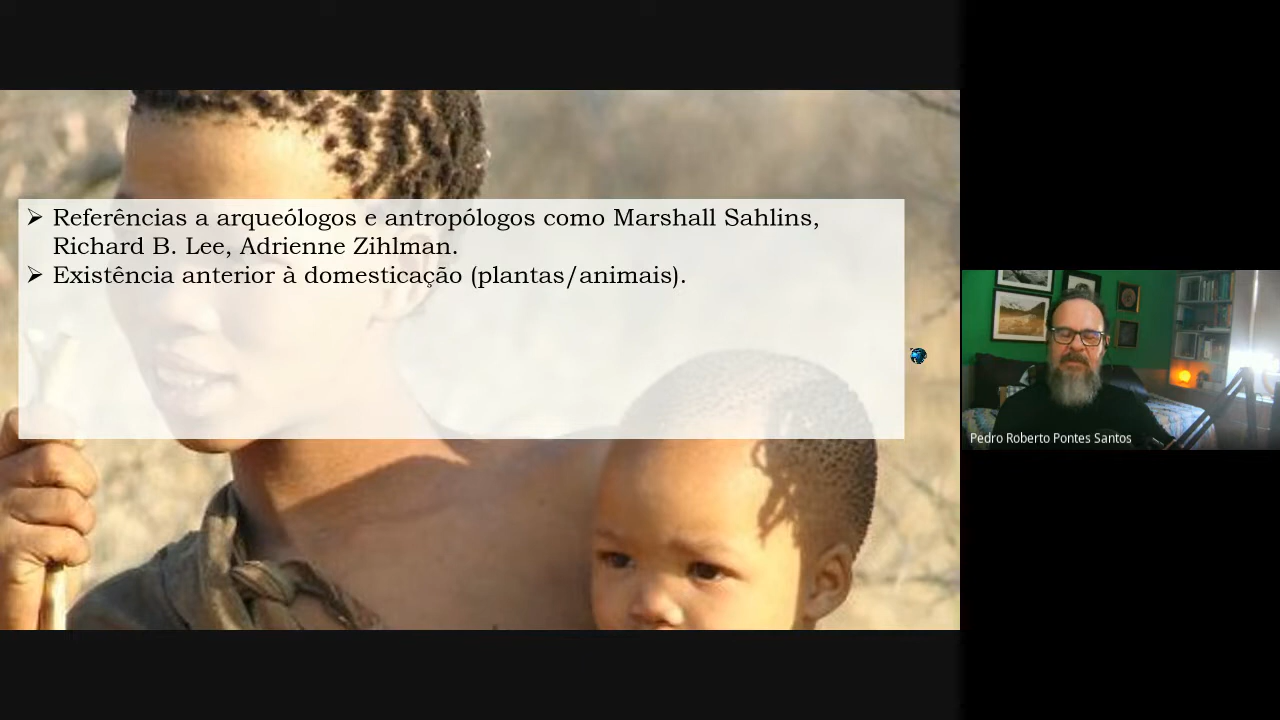 ➢ Referências a arqueólogos e antropólogos como Marshall Sahlins,
Richard B. Lee, Adrienne Zihlman.
➢ Existência anterior à domesticação (plantas/animais).
Pedro Roberto Pontes Santos